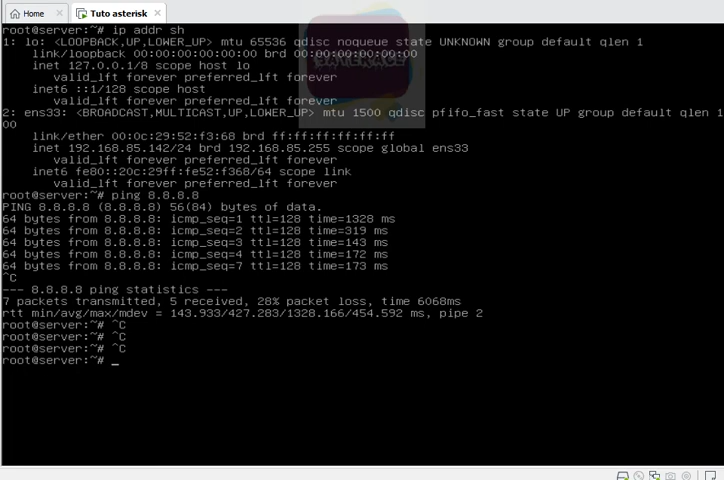 Home
Tuto asterisk
root@server:~# ip addr sh
1: lo: <LOOPBACK,UP,LOWER_UP> mtu 65536 qdisc noqueue state UNKNOWN group default qlen 1
link/loopback 00:00:00:00:00:00 brd 00:00:00:00:00:00
inet 127.0.0.1/8 scope host lo
valid_lft forever preferred_lft forever
inet6 ::1/128 scope host
valid_lft forever preferred_lft forever
2: ens33: <BROADCAST,MULTICAST,UP,LOWER_UP> mtu 1500 qdisc pfifo_fast state UP group default qlen 1
00
link/ether 00:0c:29:52:f3:68 brd ff:ff:ff:ff:ff:ff
inet 192.168.85.142/24 brd 192.168.85.255 scope global ens33
valid_lft forever preferred_lft forever
inet6 fe80::20c:29ff:fe52:f368/64 scope link
valid_lft forever preferred_lft forever
root@server:~# ping 8.8.8.8
PING 8.8.8.8 (8.8.8.8) 56(84) bytes of data.
64 bytes from 8.8.8.8: icmp_seq=1 ttl=128 time=1328 ms
64 bytes from 8.8.8.8: icmp_seq=2 ttl=128 time=319 ms
64 bytes from 8.8.8.8: icmp_seq=3 ttl=128 time=143 ms
64 bytes from 8.8.8.8: icmp_seq=4 ttl=128 time=172 ms
64 bytes from 8.8.8.8: icmp_seq=7 ttl=128 time=173 ms
^C
--- 8.8.8.8 ping statistics ---
7 packets transmitted, 5 received, 28% packet loss, time 6068ms
rtt min/avg/max/mdev = 143.933/427.283/1328.166/454.592 ms, pipe 2
root@server:~# ^C
root@server:~# ^C
root@server:~# ^C
root@server:~# _